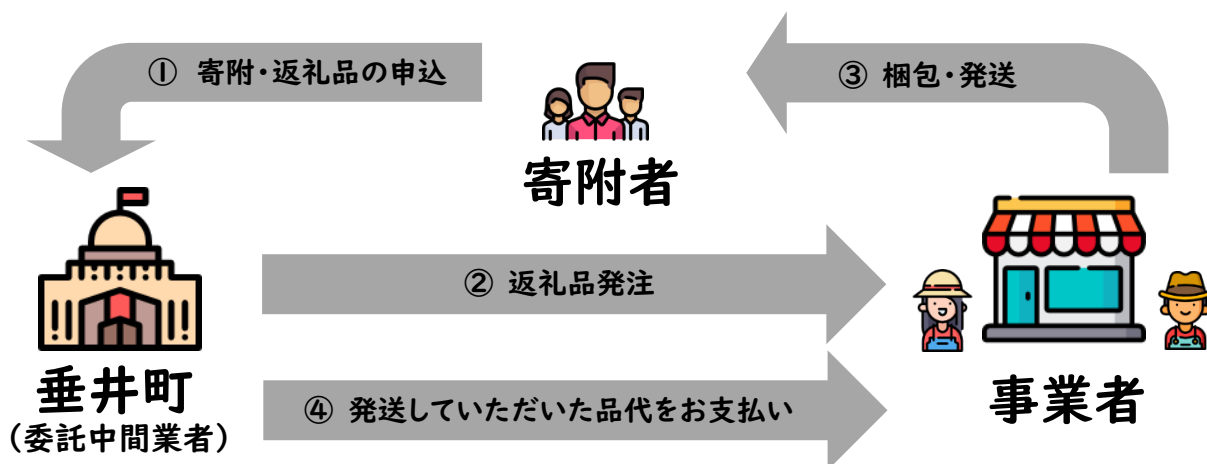 ① 寄附・返礼品の申込
③ 梱包・発送
寄附者
② 返礼品発注
垂井町
（委託中間業者）
④ 発送していただいた品代をお支払い
事業者